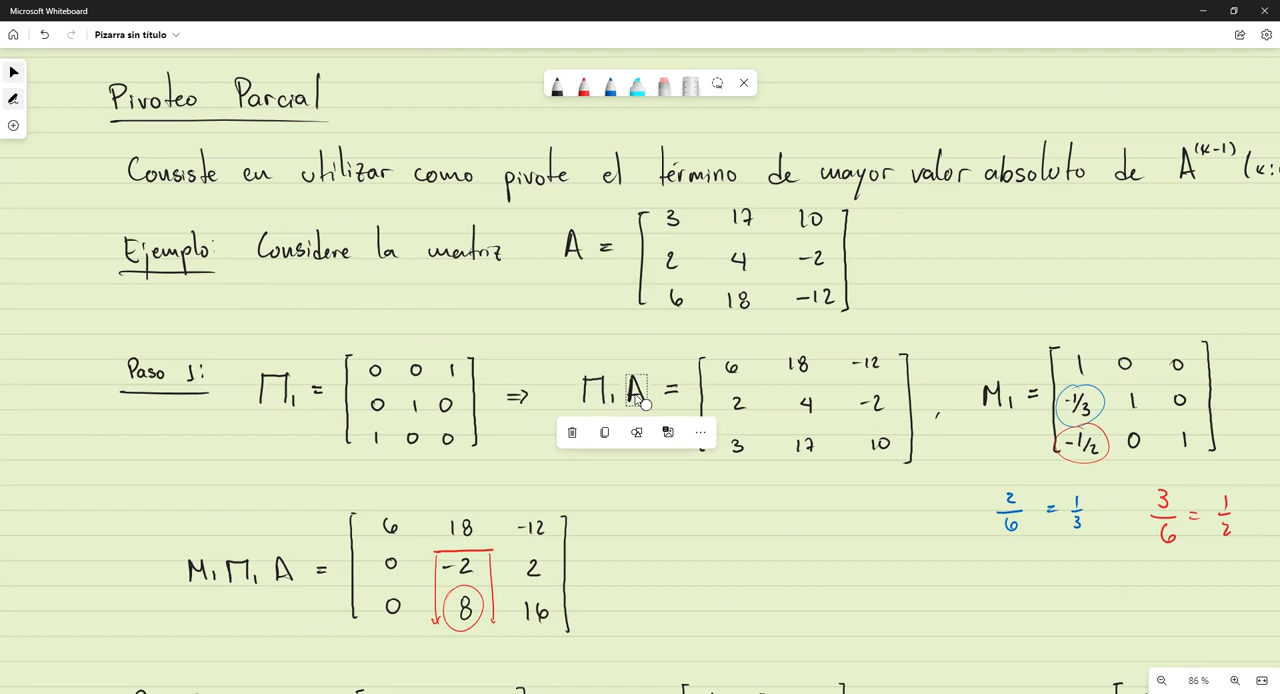 Microsoft Whiteboard
Pizarra sin título
Pivoteo Parcial
Consiste en utilizar como pivote el término de mayor valor absoluto de A^(k-1) (k:
Ejemplo: Considere la matriz A = [ 3 17 10
2 4 -2
6 18 -12 ]
Paso 1: Π₁ = [ 0 0 1
0 1 0
1 0 0 ] ⇒ Π₁ A = [ 6 18 -12
2 4 -2
3 17 10 ] , M₁ = [ 1 0 0
-1/3 1 0
-1/2 0 1 ]
2/6 = 1/3 3/6 = 1/2
M₁ Π₁ A = [ 6 18 -12
0 -2 2
0 8 16 ]
86 %